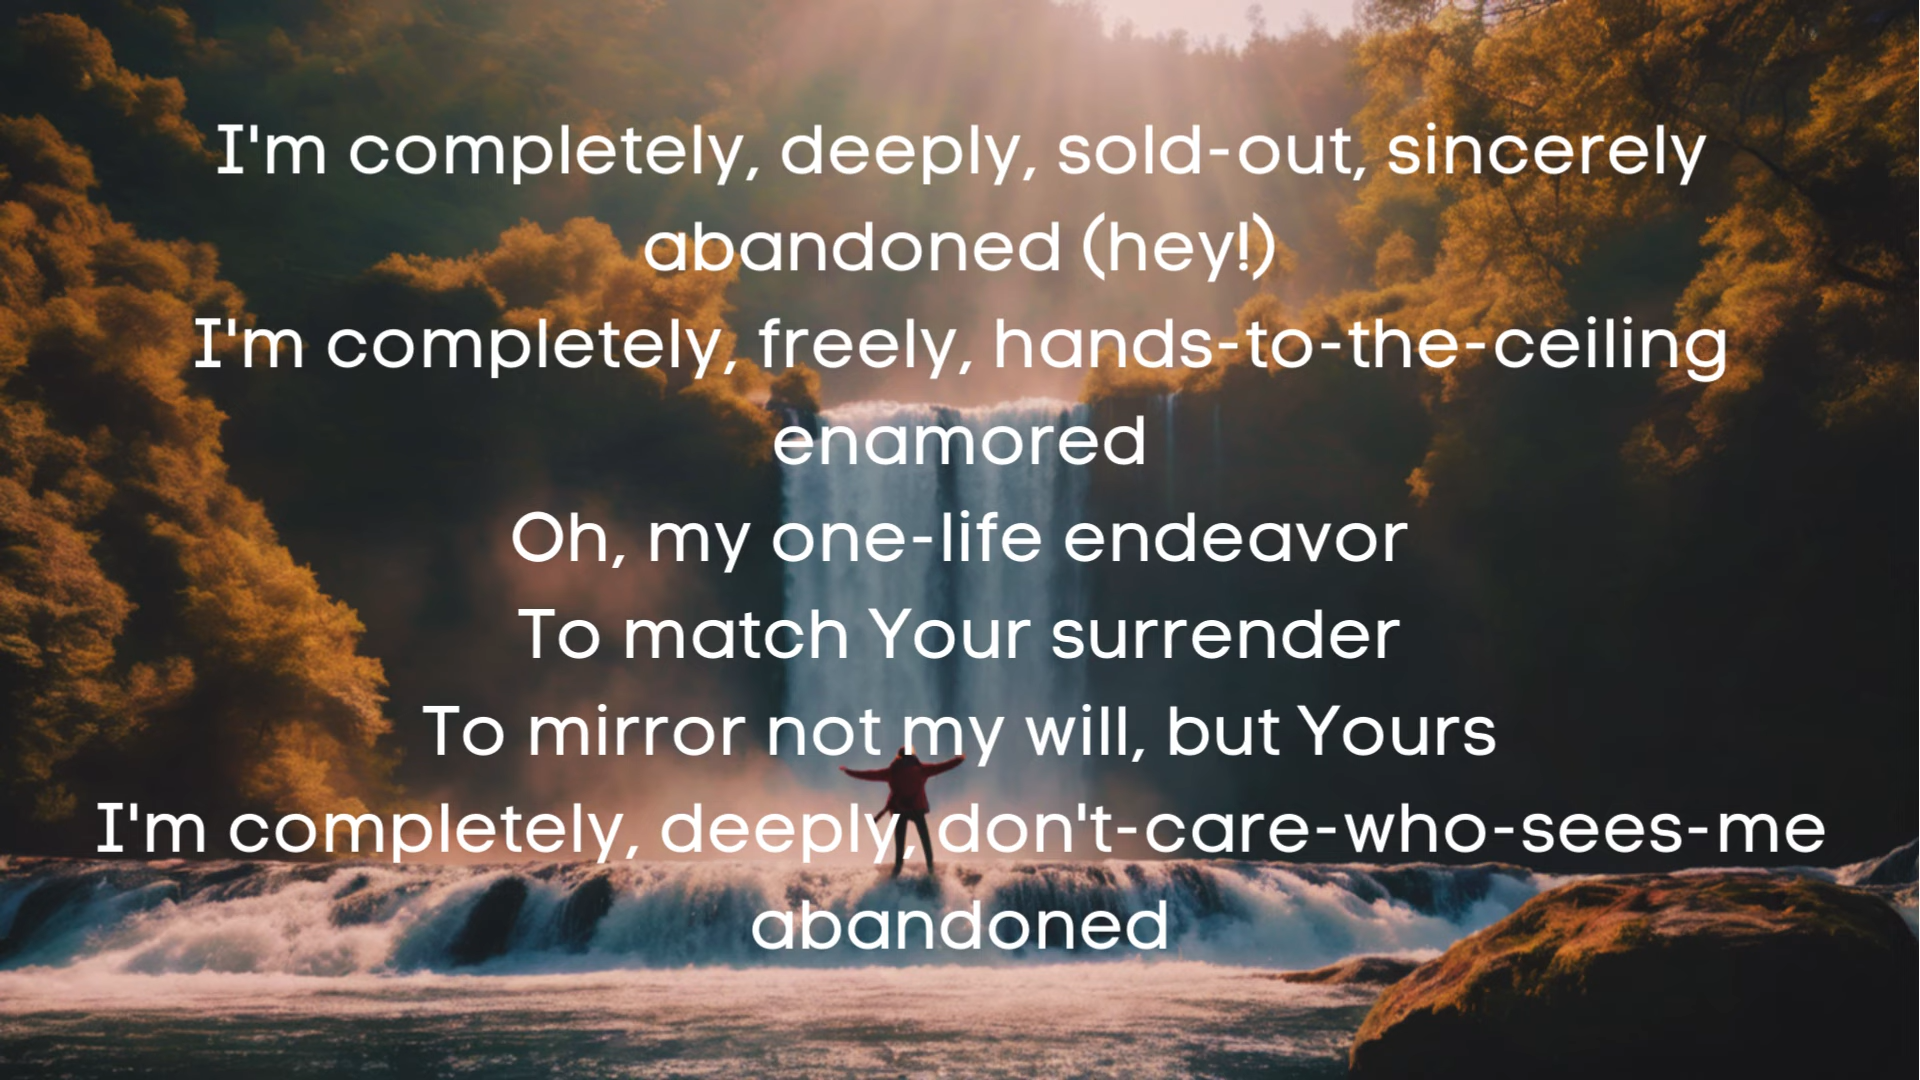 I'm completely, deeply, sold-out, sincerely
abandoned (hey!)
I'm completely, freely, hands-to-the-ceiling
enamored
Oh, my one-life endeavor
To match Your surrender
To mirror not my will, but Yours
I'm completely, deeply, don't-care-who-sees-me
abandoned